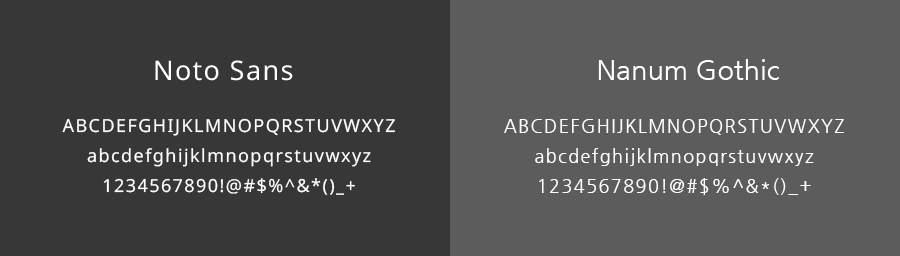 Noto Sans
ABCDEFGHIJKLMNOPQRSTUVWXYZ
abcdefghijklmnopqrstuvwxyz
1234567890!@#$%^&*()_+
Nanum Gothic
ABCDEFGHIJKLMNOPQRSTUVWXYZ
abcdefghijklmnopqrstuvwxyz
1234567890!@#$%^&*()_+